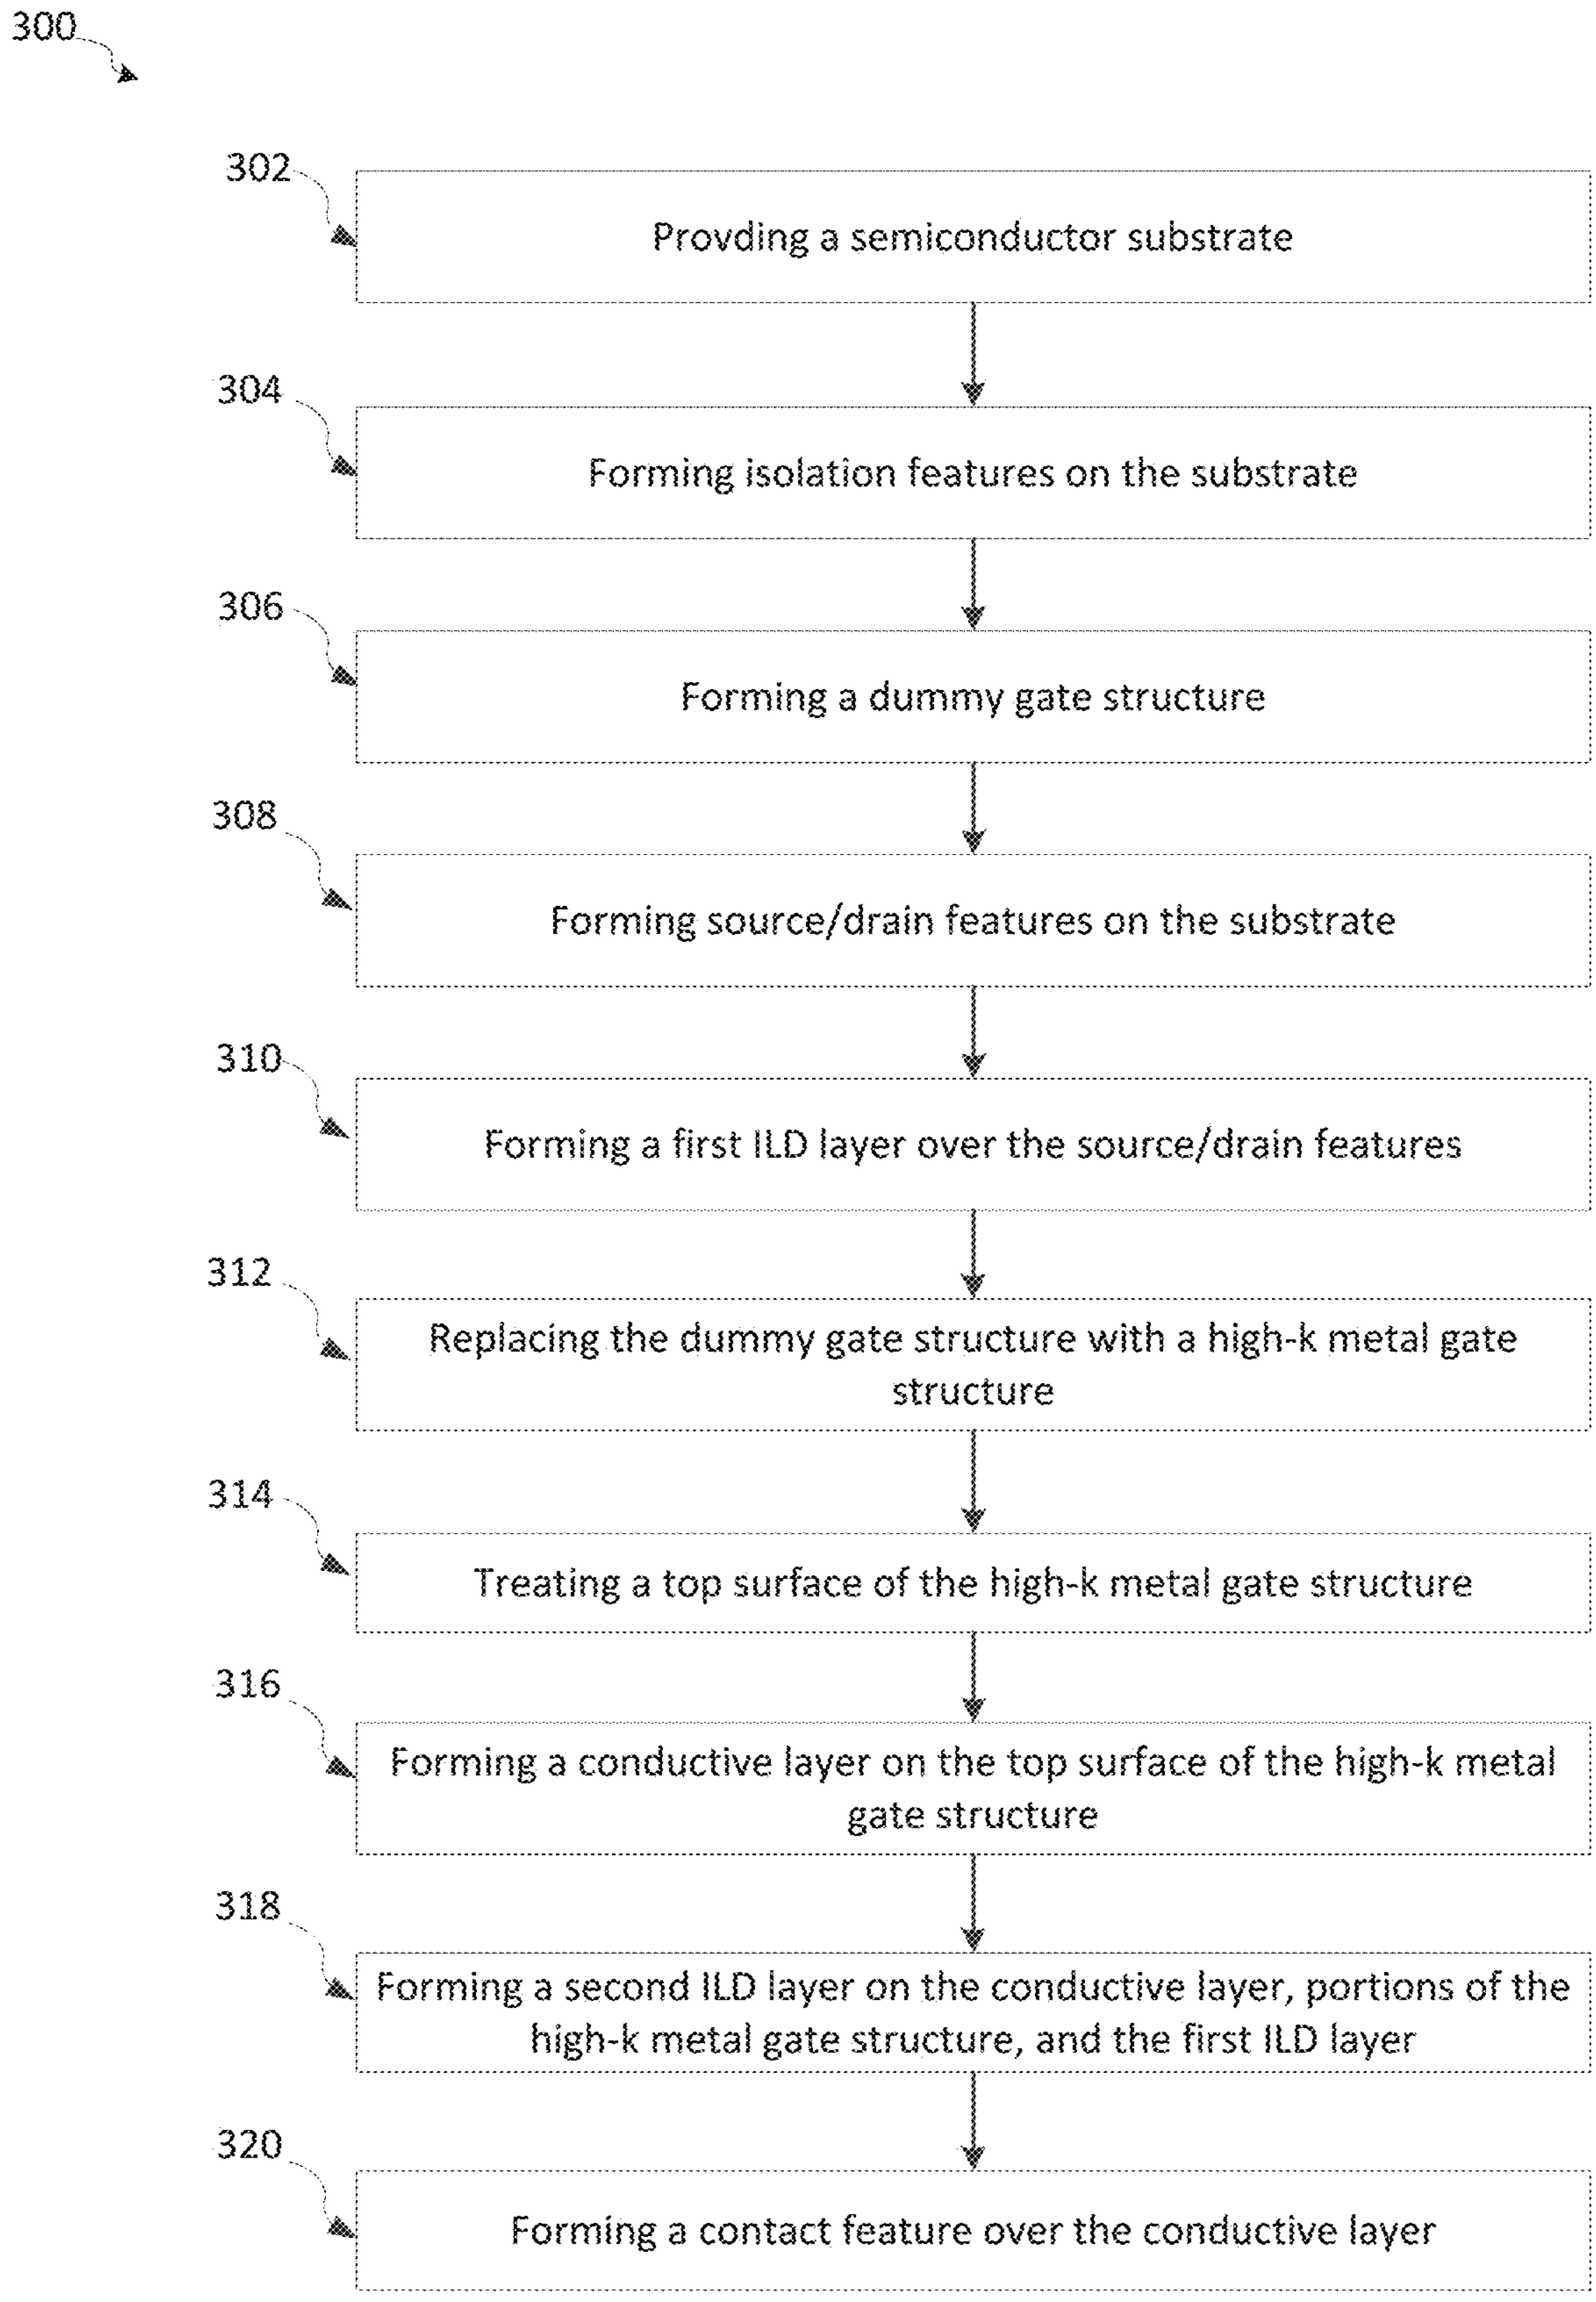 300
302
Provding a semiconductor substrate
304
Forming isolation features on the substrate
306
Forming a dummy gate structure
308
Forming source/drain features on the substrate
310
Forming a first ILD layer over the source/drain features
312
Replacing the dummy gate structure with a high-k metal gate
structure
314
Treating a top surface of the high-k metal gate structure
316
Forming a conductive layer on the top surface of the high-k metal
gate structure
318
Forming a second ILD layer on the conductive layer, portions of the
high-k metal gate structure, and the first ILD layer
320
Forming a contact feature over the conductive layer